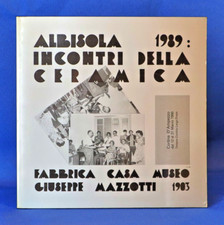 ALBISOLA 1989:
INCONTRI DELLA
CERAMICA
FABBRICA CASA MUSEO
GIUSEPPE MAZZOTTI 1903